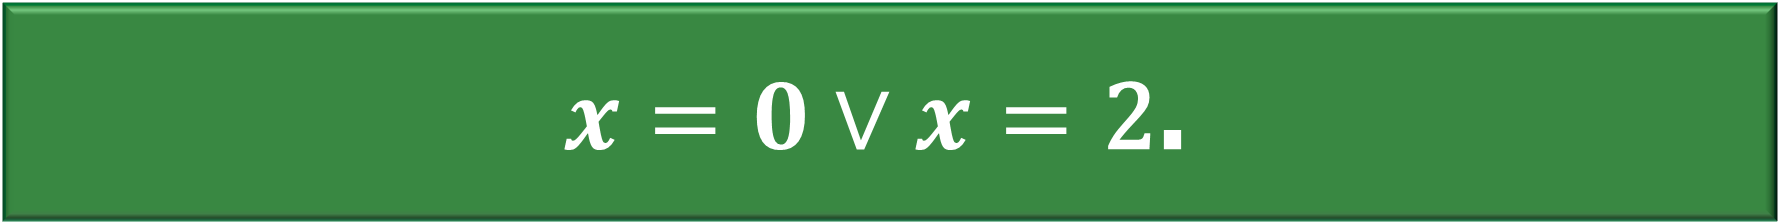 x = 0 ∨ x = 2.